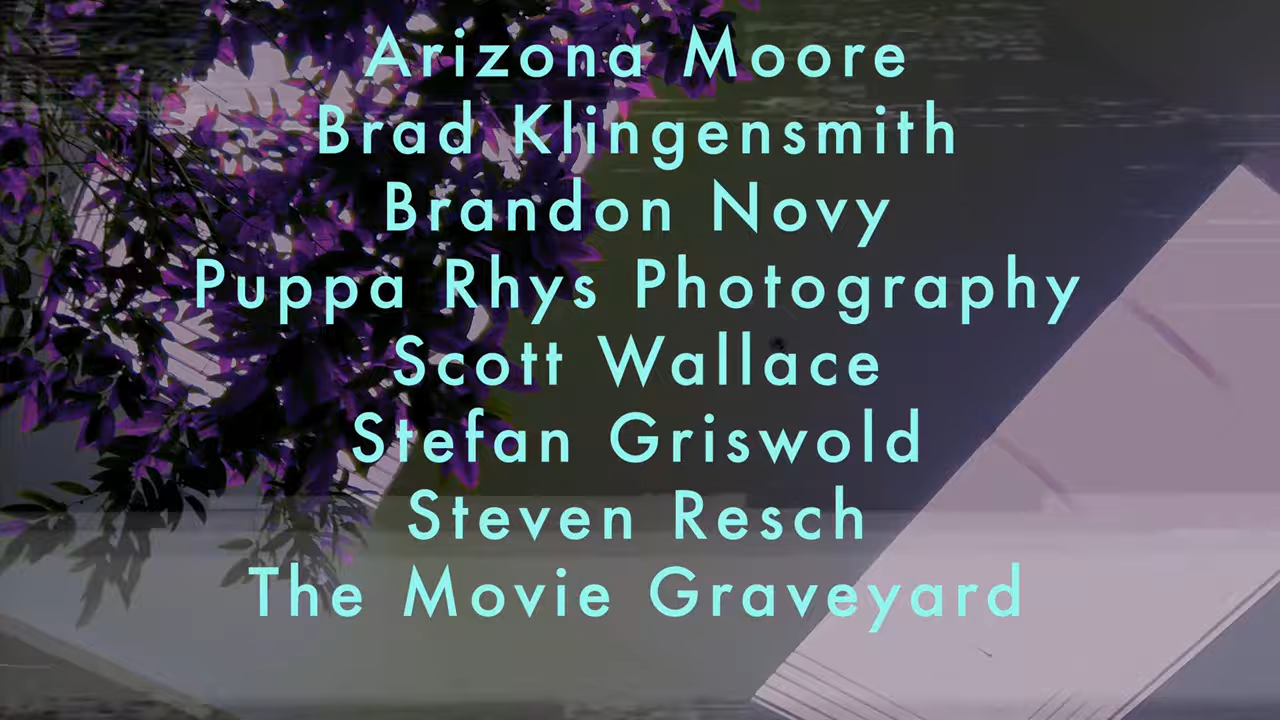 Arizona Moore
Brad Klingensmith
Brandon Novy
Puppa Rhys Photography
Scott Wallace
Stefan Griswold
Steven Resch
The Movie Graveyard